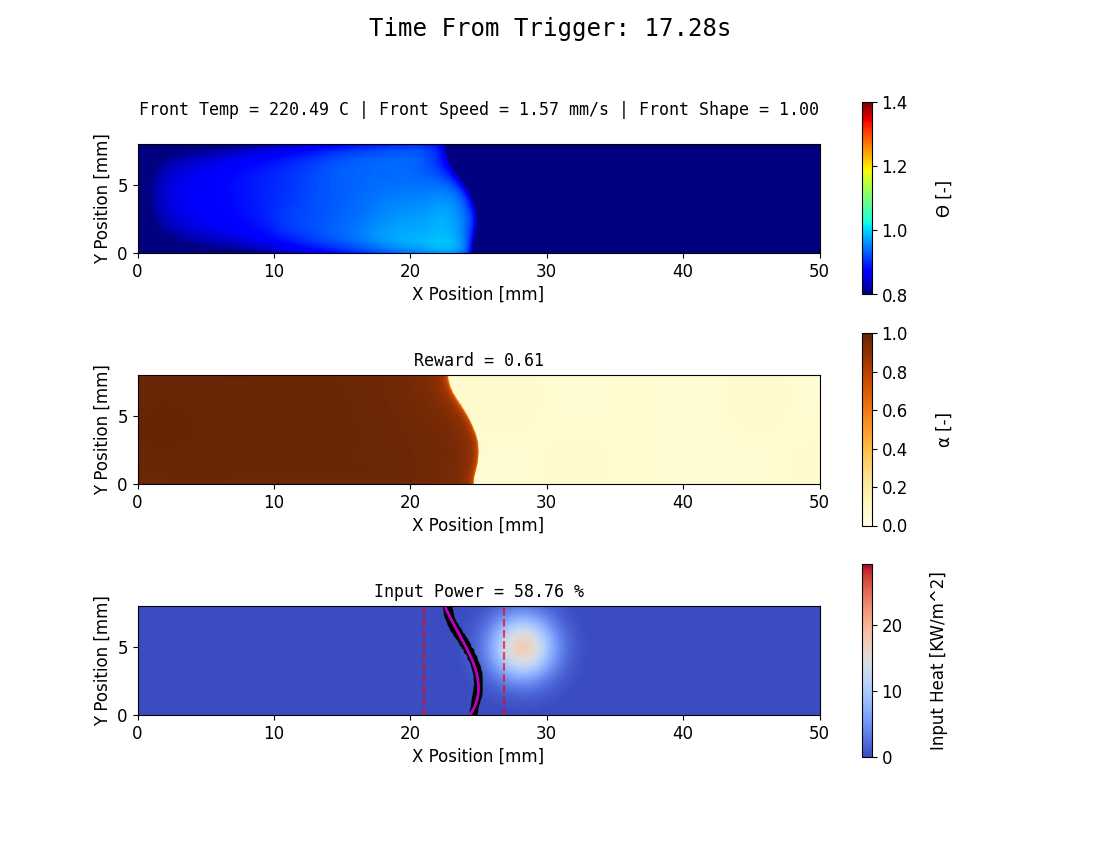 Time From Trigger: 17.28s
Front Temp = 220.49 C | Front Speed = 1.57 mm/s | Front Shape = 1.00
Y Position [mm]
5
0
0 10 20 30 40 50
X Position [mm]
1.4
1.2
1.0
0.8
Θ [-]
Reward = 0.61
Y Position [mm]
5
0
0 10 20 30 40 50
X Position [mm]
1.0
0.8
0.6
0.4
0.2
0.0
α [-]
Input Power = 58.76 %
Y Position [mm]
5
0
0 10 20 30 40 50
X Position [mm]
20
10
0
Input Heat [KW/m^2]